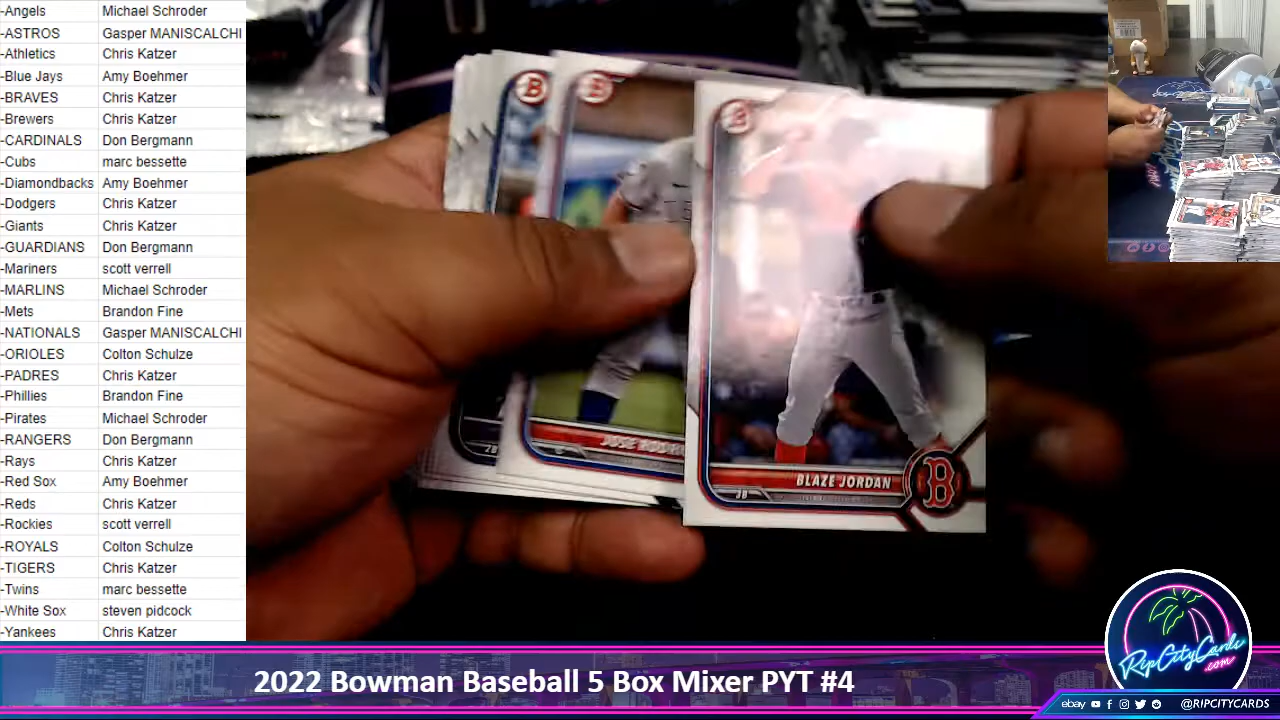 -Angels Michael Schroder
-ASTROS Gasper MANISCALCHI
-Athletics Chris Katzer
-Blue Jays Amy Boehmer
-BRAVES Chris Katzer
-Brewers Chris Katzer
-CARDINALS Don Bergmann
-Cubs marc bessette
-Diamondbacks Amy Boehmer
-Dodgers Chris Katzer
-Giants Chris Katzer
-GUARDIANS Don Bergmann
-Mariners scott verrell
-MARLINS Michael Schroder
-Mets Brandon Fine
-NATIONALS Gasper MANISCALCHI
-ORIOLES Colton Schulze
-PADRES Chris Katzer
-Phillies Brandon Fine
-Pirates Michael Schroder
-RANGERS Don Bergmann
-Rays Chris Katzer
-Red Sox Amy Boehmer
-Reds Chris Katzer
-Rockies scott verrell
-ROYALS Colton Schulze
-TIGERS Chris Katzer
-Twins marc bessette
-White Sox steven pidcock
-Yankees Chris Katzer
B
B
B
JOSE
2B
BLAZE JORDAN
3B
B
RipCityCards
.com
2022 Bowman Baseball 5 Box Mixer PYT #4
ebay @RIPCITYCARDS